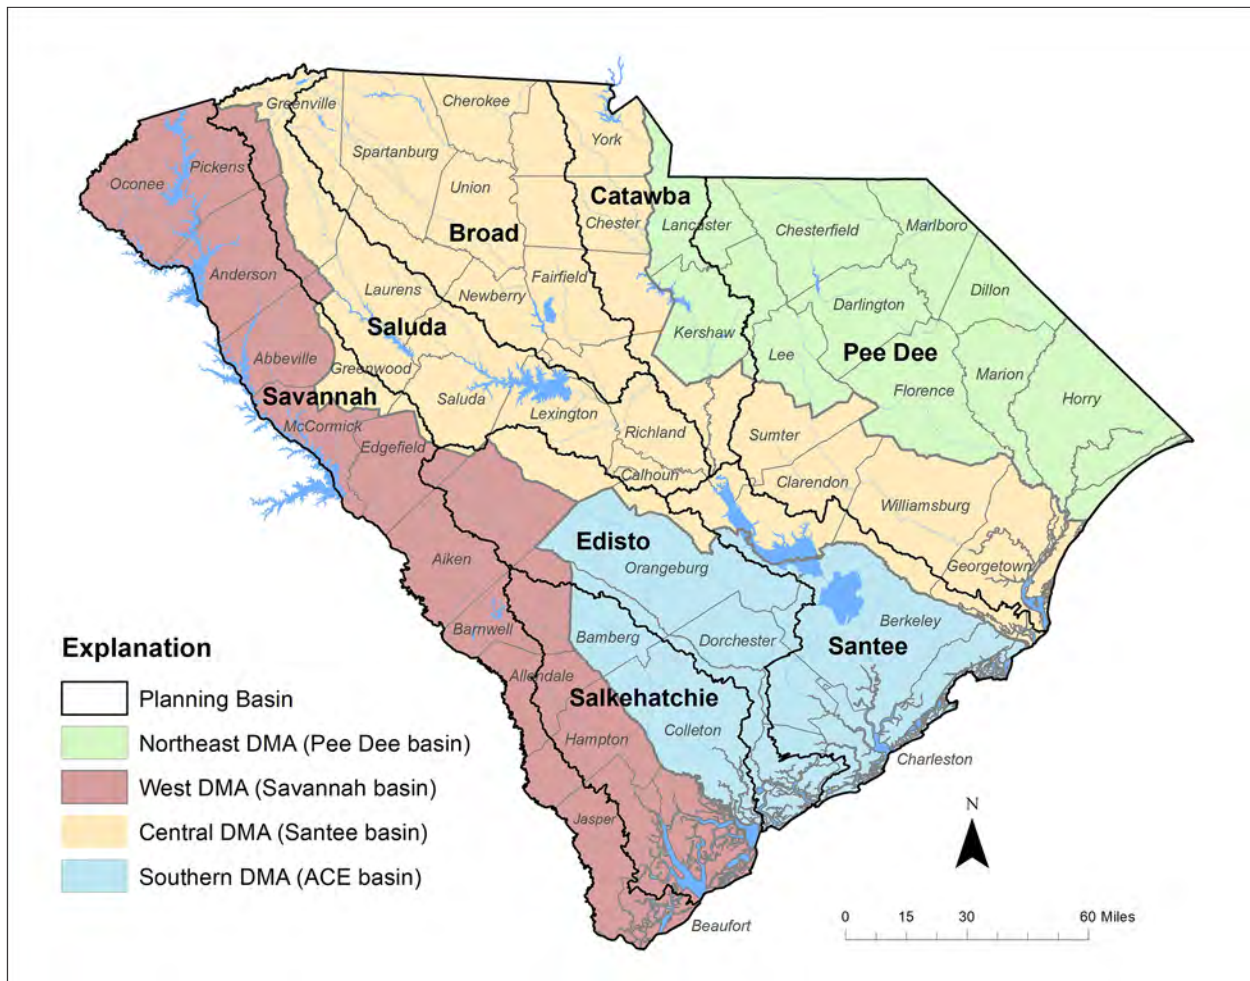 Greenville
Cherokee
York
Spartanburg
Pickens
Oconee
Union
Catawba
Chester
Lancaster
Marlboro
Chesterfield
Broad
Anderson
Fairfield
Laurens
Newberry
Dillon
Darlington
Saluda
Kershaw
Pee Dee
Lee
Abbeville
Greenwood
Marion
Florence
Horry
Savannah
Saluda
Lexington
McCormick
Richland
Sumter
Edgefield
Calhoun
Clarendon
Williamsburg
Edisto
Aiken
Orangeburg
Georgetown
Barnwell
Bamberg
Dorchester
Berkeley
Santee
Allendale
Salkehatchie
Colleton
Hampton
Charleston
Jasper
Beaufort
Explanation
Planning Basin
Northeast DMA (Pee Dee basin)
West DMA (Savannah basin)
Central DMA (Santee basin)
Southern DMA (ACE basin)
N
0 15 30 60 Miles